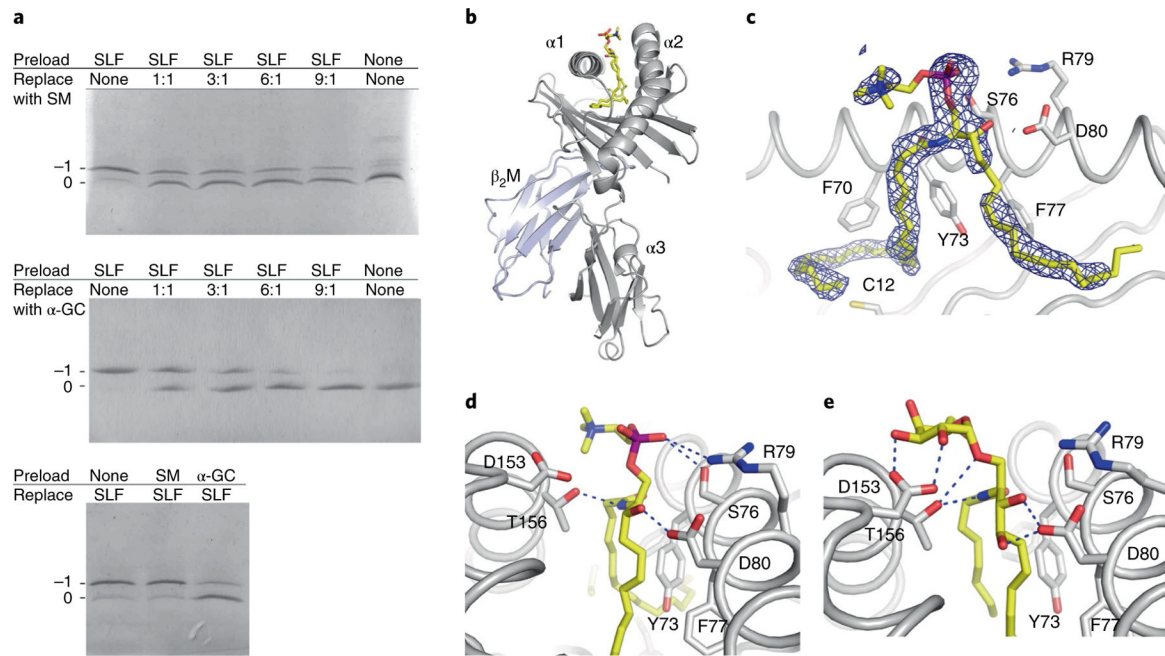 a
Preload SLF SLF SLF SLF SLF None
Replace None 1:1 3:1 6:1 9:1 None
with SM
–1
0
Preload SLF SLF SLF SLF SLF None
Replace None 1:1 3:1 6:1 9:1 None
with α-GC
–1
0
Preload None SM α-GC
Replace SLF SLF SLF
–1
0
b
α1
α2
β₂M
α3
c
R79
S76
D80
F70
F77
Y73
C12
d
R79
D153
S76
T156
D80
Y73
F77
e
R79
D153
S76
T156
D80
Y73
F77